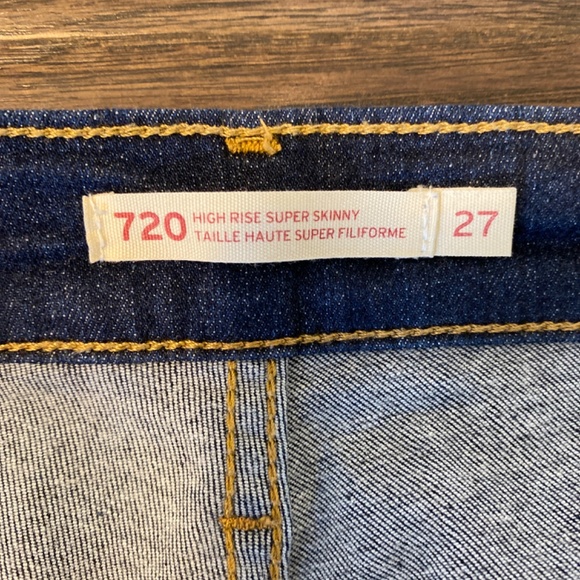 720 HIGH RISE SUPER SKINNY
TAILLE HAUTE SUPER FILIFORME
27